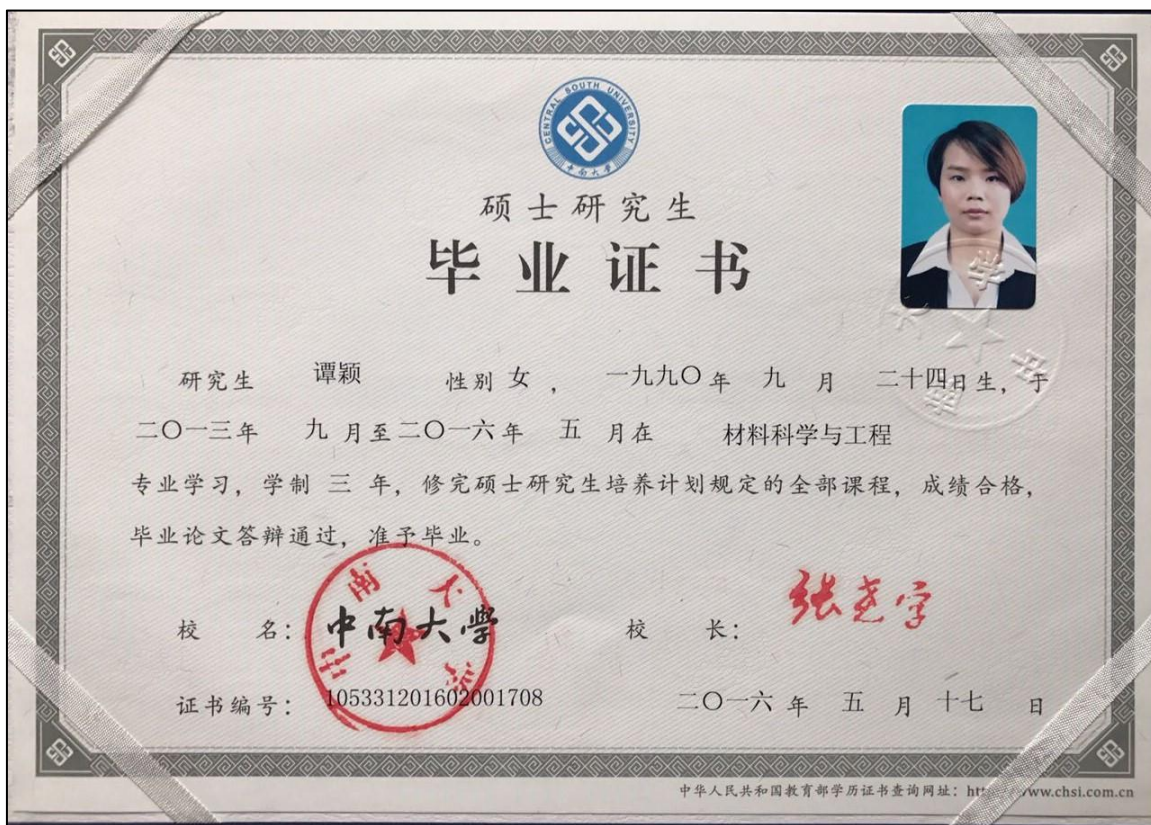 CENTRAL SOUTH UNIVERSITY
中南大学
硕士研究生
毕业证书
研究生 谭颖 性别 女 , 一九九〇 年 九 月 二十四日生, 于
二〇一三年 九 月至二〇一六年 五 月在 材料科学与工程
专业学习, 学制 三 年, 修完硕士研究生培养计划规定的全部课程, 成绩合格,
毕业论文答辩通过, 准予毕业。
校 名: 中南大學 校 长: 张尧学
中南大学
证书编号: 105331201602001708 二〇一六 年 五 月 十七 日
中华人民共和国教育部学历证书查询网址: www.chsi.com.cn